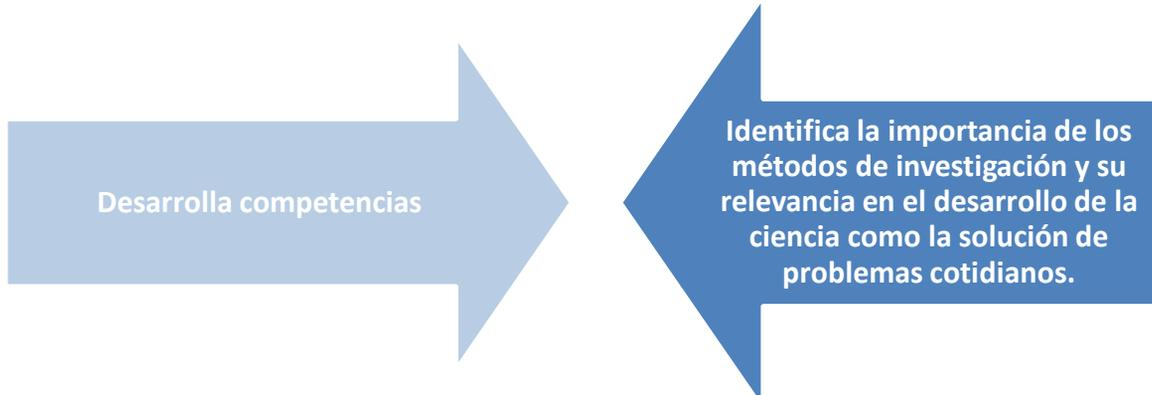 Desarrolla competencias
Identifica la importancia de los
métodos de investigación y su
relevancia en el desarrollo de la
ciencia como la solución de
problemas cotidianos.